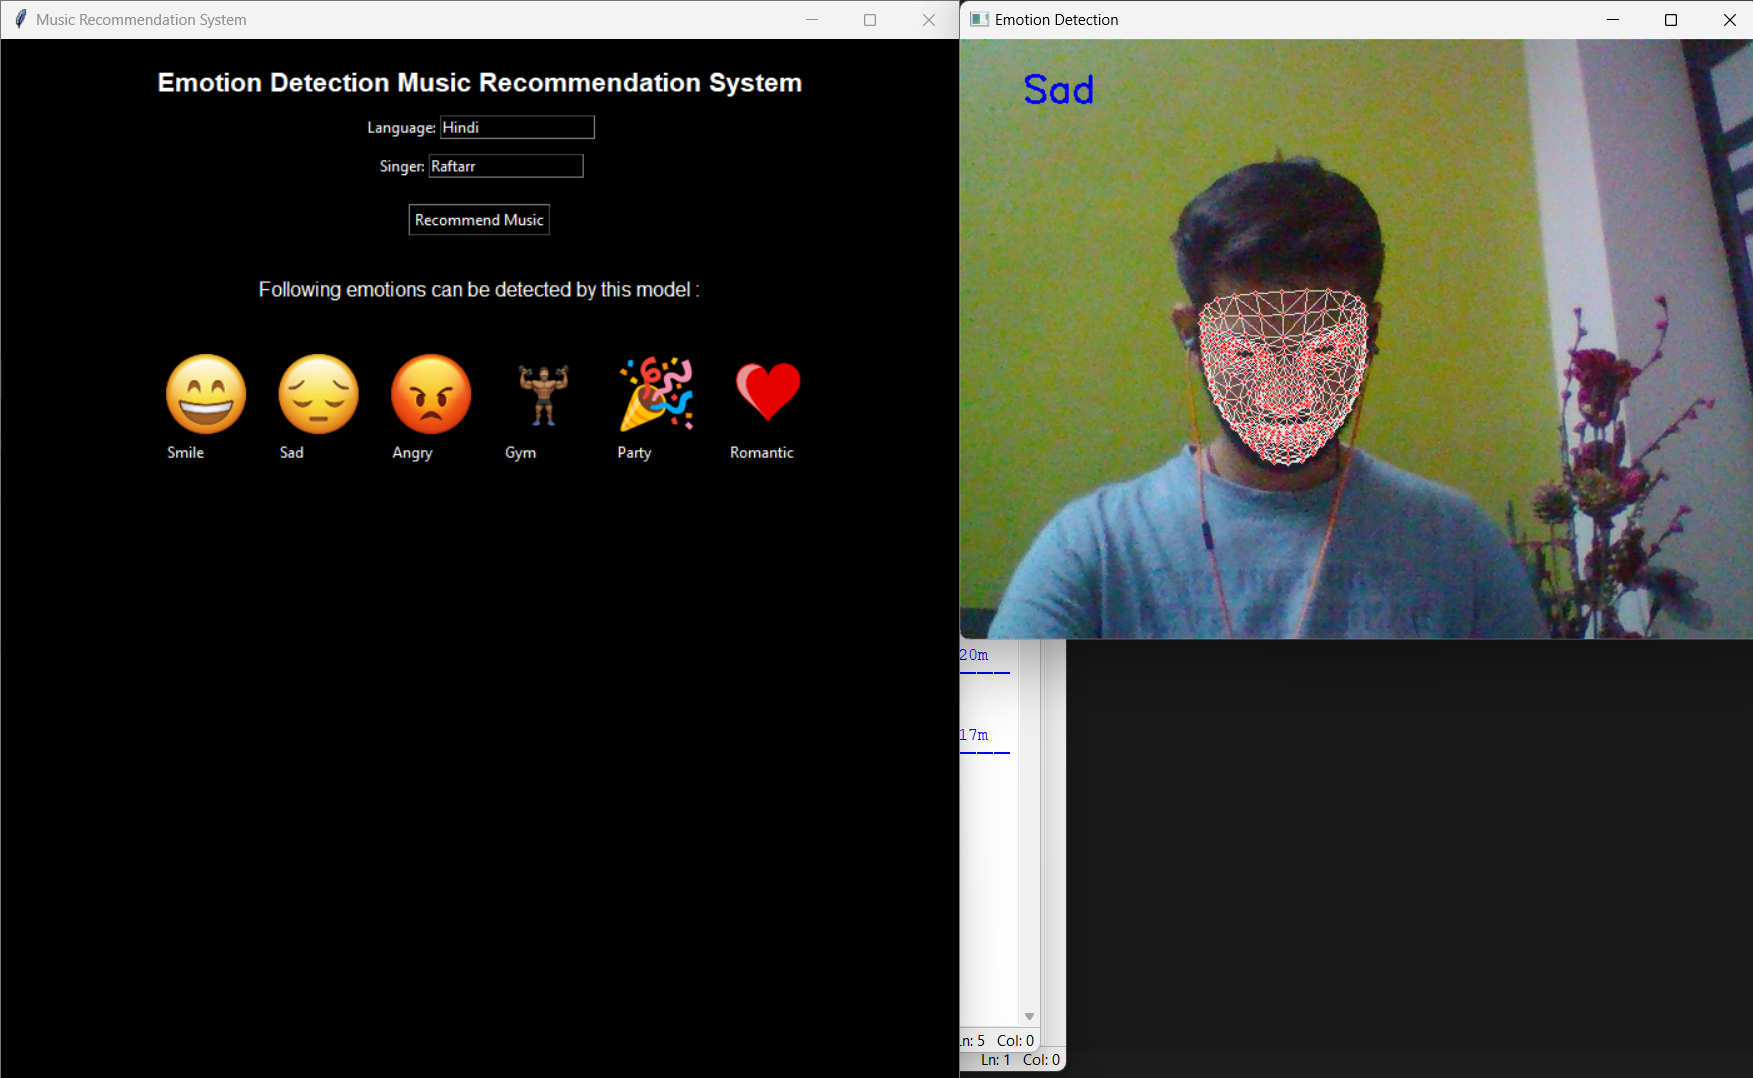 Music Recommendation System
Emotion Detection Music Recommendation System
Language: Hindi
Singer: Raftarr
Recommend Music
Following emotions can be detected by this model :
Smile Sad Angry Gym Party Romantic
Emotion Detection
Sad
20m
17m
Ln: 5 Col: 0
Ln: 1 Col: 0